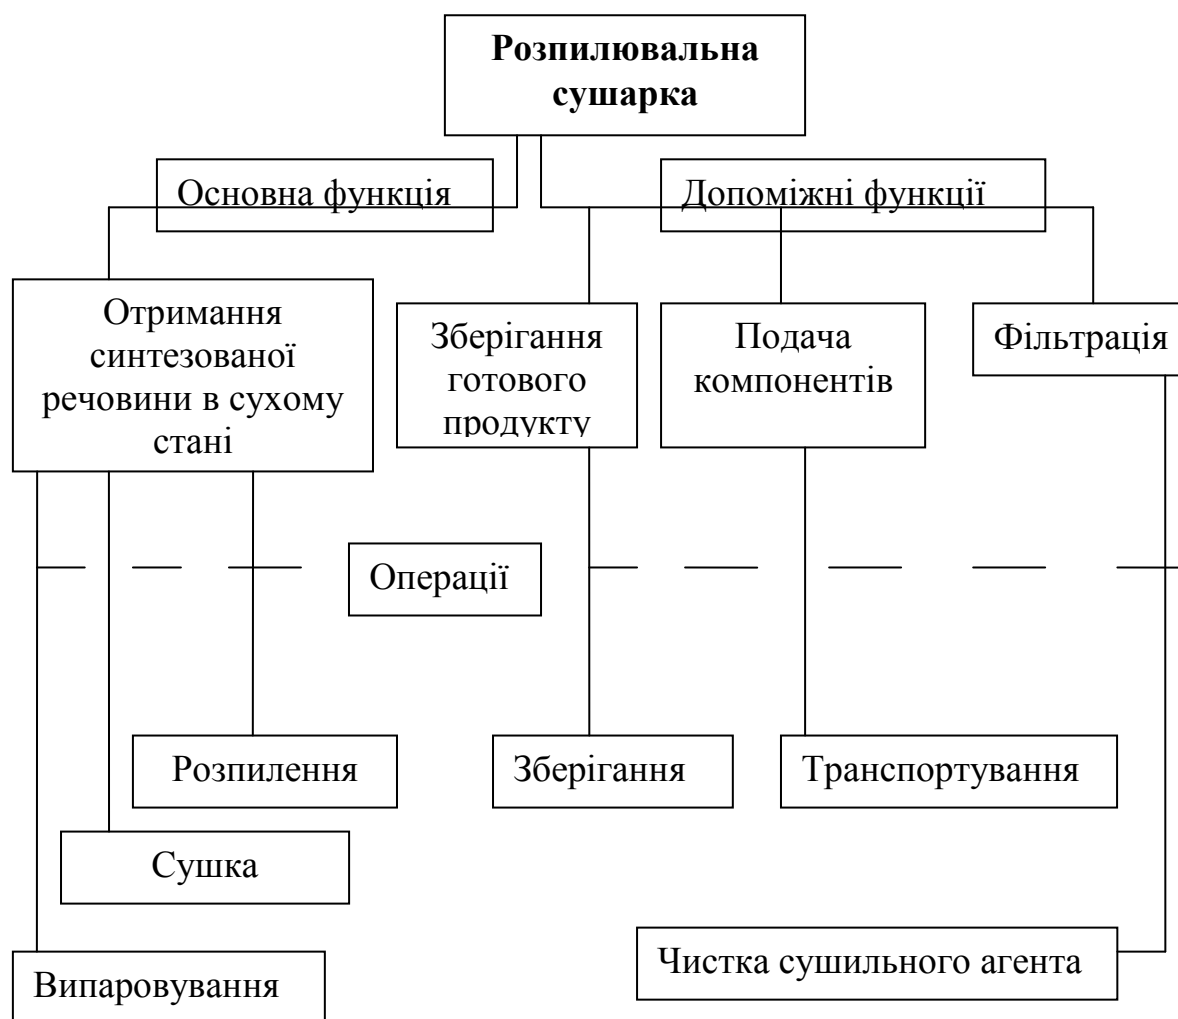 Розпилювальна
сушарка
Основна функція
Допоміжні функції
Отримання
синтезованої
речовини в сухому
стані
Зберігання
готового
продукту
Подача
компонентів
Фільтрація
Операції
Розпилення
Зберігання
Транспортування
Сушка
Чистка сушильного агента
Випаровування